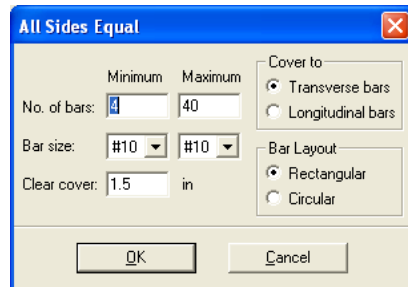 All Sides Equal
Minimum Maximum
No. of bars: 4 40
Bar size: #10 #10
Clear cover: 1.5 in
Cover to
Transverse bars
Longitudinal bars
Bar Layout
Rectangular
Circular
OK Cancel